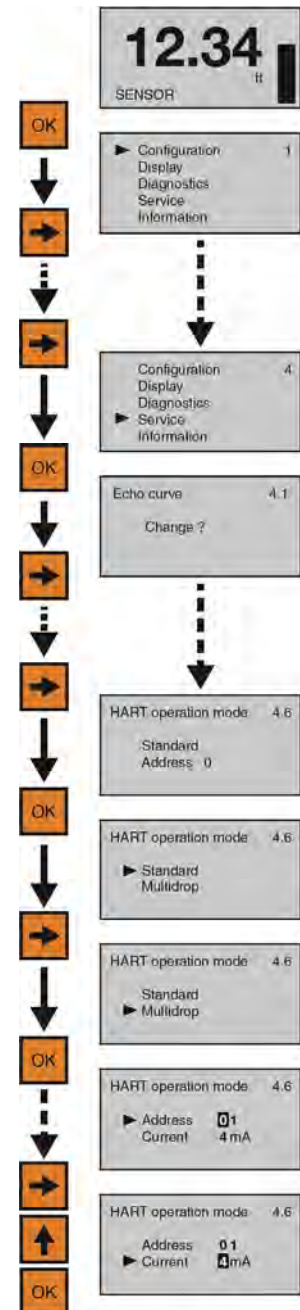 12.34
ft
SENSOR
OK
Configuration 1
Display
Diagnostics
Service
Information
Configuration 4
Display
Diagnostics
Service
Information
OK
Echo curve 4.1
Change ?
HART operation mode 4.6
Standard
Address 0
OK
HART operation mode 4.6
Standard
Multidrop
HART operation mode 4.6
Standard
Multidrop
OK
HART operation mode 4.6
Address 01
Current 4 mA
HART operation mode 4.6
Address 01
Current 4 mA
OK